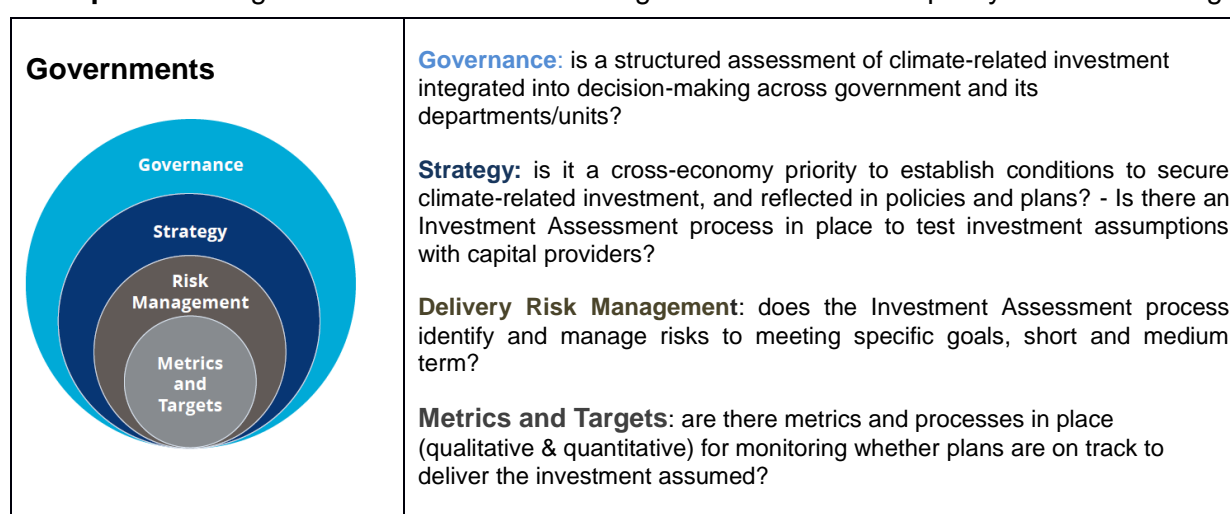 Governments
Governance
Strategy
Risk
Management
Metrics
and
Targets
Governance: is a structured assessment of climate-related investment
integrated into decision-making across government and its
departments/units?
Strategy: is it a cross-economy priority to establish conditions to secure
climate-related investment, and reflected in policies and plans? - Is there an
Investment Assessment process in place to test investment assumptions
with capital providers?
Delivery Risk Management: does the Investment Assessment process
identify and manage risks to meeting specific goals, short and medium
term?
Metrics and Targets: are there metrics and processes in place
(qualitative & quantitative) for monitoring whether plans are on track to
deliver the investment assumed?